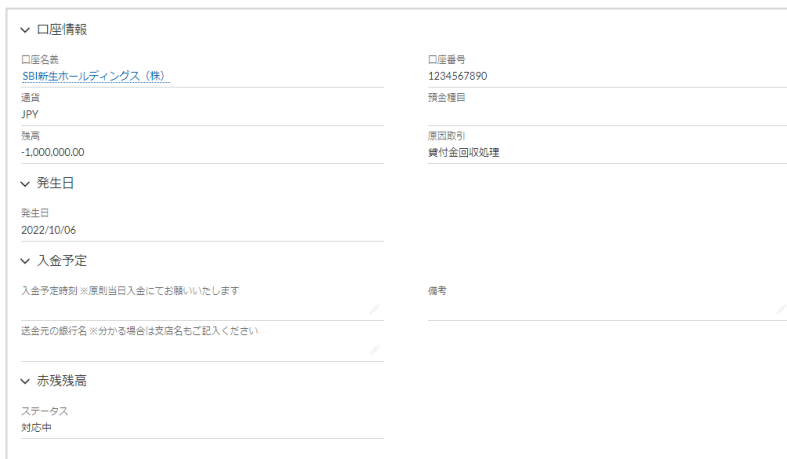 口座情報
口座名義
SBI新生ホールディングス（株）
口座番号
1234567890
通貨
JPY
預金種目
残高
-1,000,000.00
原因取引
貸付金回収処理
発生日
発生日
2022/10/06
入金予定
入金予定時刻 ※原則当日入金にてお願いいたします
備考
送金元の銀行名 ※分かる場合は支店名もご記入ください
赤残残高
ステータス
対応中